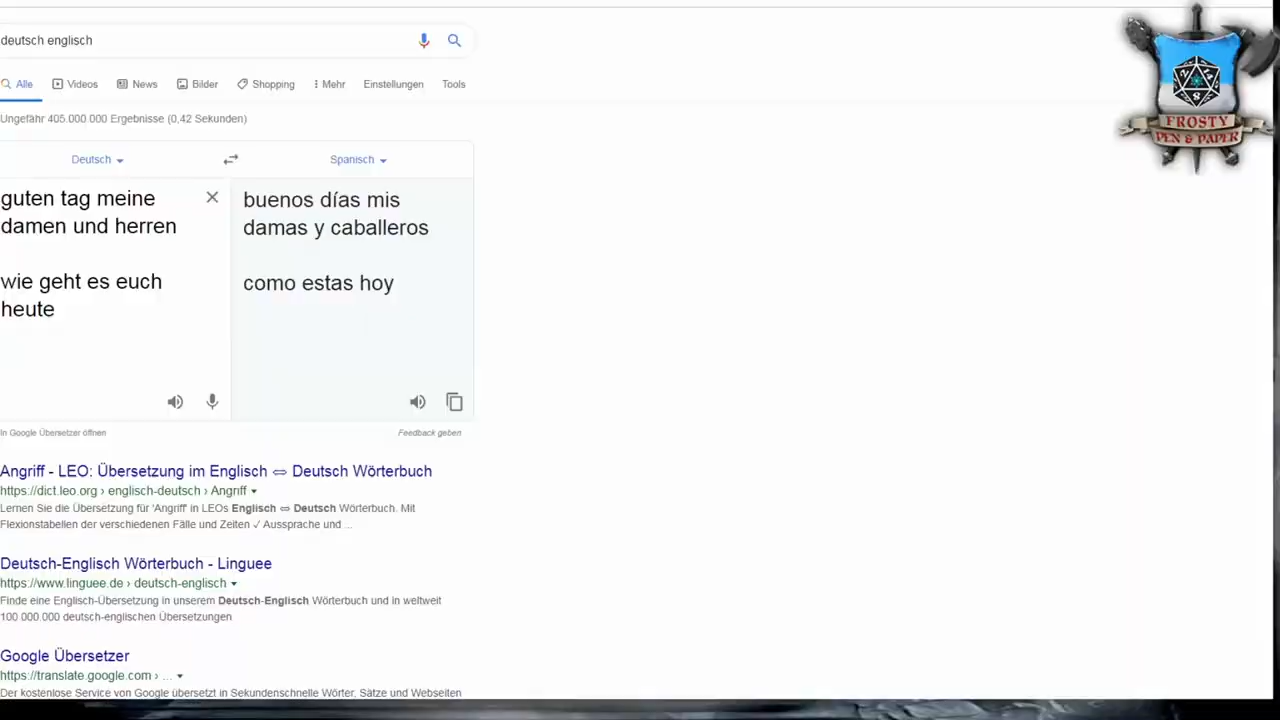 deutsch englisch
Alle Videos News Bilder Shopping Mehr Einstellungen Tools
Ungefähr 405.000.000 Ergebnisse (0,42 Sekunden)
Deutsch Spanisch
guten tag meine
damen und herren
wie geht es euch
heute
buenos días mis
damas y caballeros
como estas hoy
In Google Übersetzer öffnen
Feedback geben
Angriff - LEO: Übersetzung im Englisch ⇔ Deutsch Wörterbuch
https://dict.leo.org › englisch-deutsch › Angriff
Lernen Sie die Übersetzung für 'Angriff' in LEOs Englisch ⇔ Deutsch Wörterbuch. Mit
Flexionstabellen der verschiedenen Fälle und Zeiten ✓ Aussprache und ...
Deutsch-Englisch Wörterbuch - Linguee
https://www.linguee.de › deutsch-englisch
Finde eine Englisch-Übersetzung in unserem Deutsch-Englisch Wörterbuch und in weltweit
100.000.000 deutsch-englischen Übersetzungen.
Google Übersetzer
https://translate.google.com › ...
Der kostenlose Service von Google übersetzt in Sekundenschnelle Wörter, Sätze und Webseiten
FROSTY
PEN & PAPER